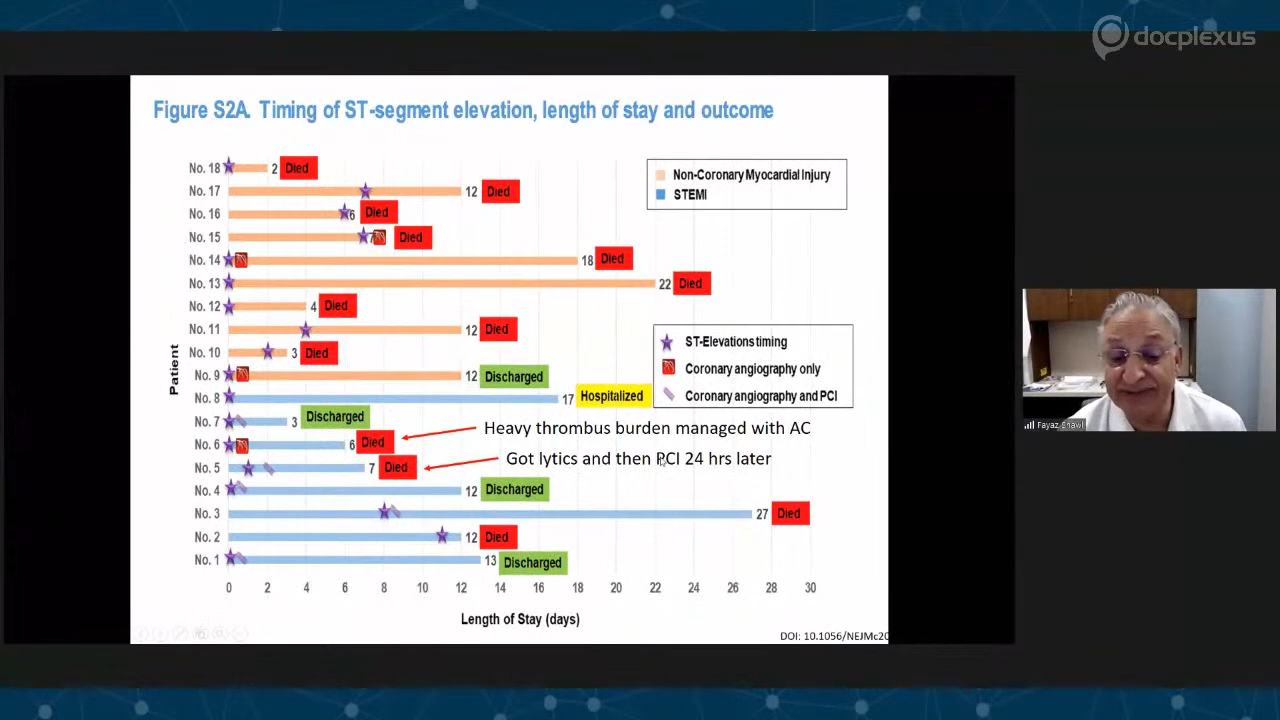 docplexus
Figure S2A. Timing of ST-segment elevation, length of stay and outcome
No. 18 2 Died
No. 17 12 Died
No. 16 6 Died
No. 15 7 Died
No. 14 18 Died
No. 13 22 Died
No. 12 4 Died
No. 11 12 Died
No. 10 3 Died
No. 9 12 Discharged
No. 8 17 Hospitalized
No. 7 3 Discharged
No. 6 6 Died
No. 5 7 Died
No. 4 12 Discharged
No. 3 27 Died
No. 2 12 Died
No. 1 13 Discharged
Patient
0 2 4 6 8 10 12 14 16 18 20 22 24 26 28 30
Length of Stay (days)
Non-Coronary Myocardial Injury
STEMI
ST-Elevations timing
Coronary angiography only
Coronary angiography and PCI
Heavy thrombus burden managed with AC
Got lytics and then PCI 24 hrs later
DOI: 10.1056/NEJMc20
Fayaz Shawl